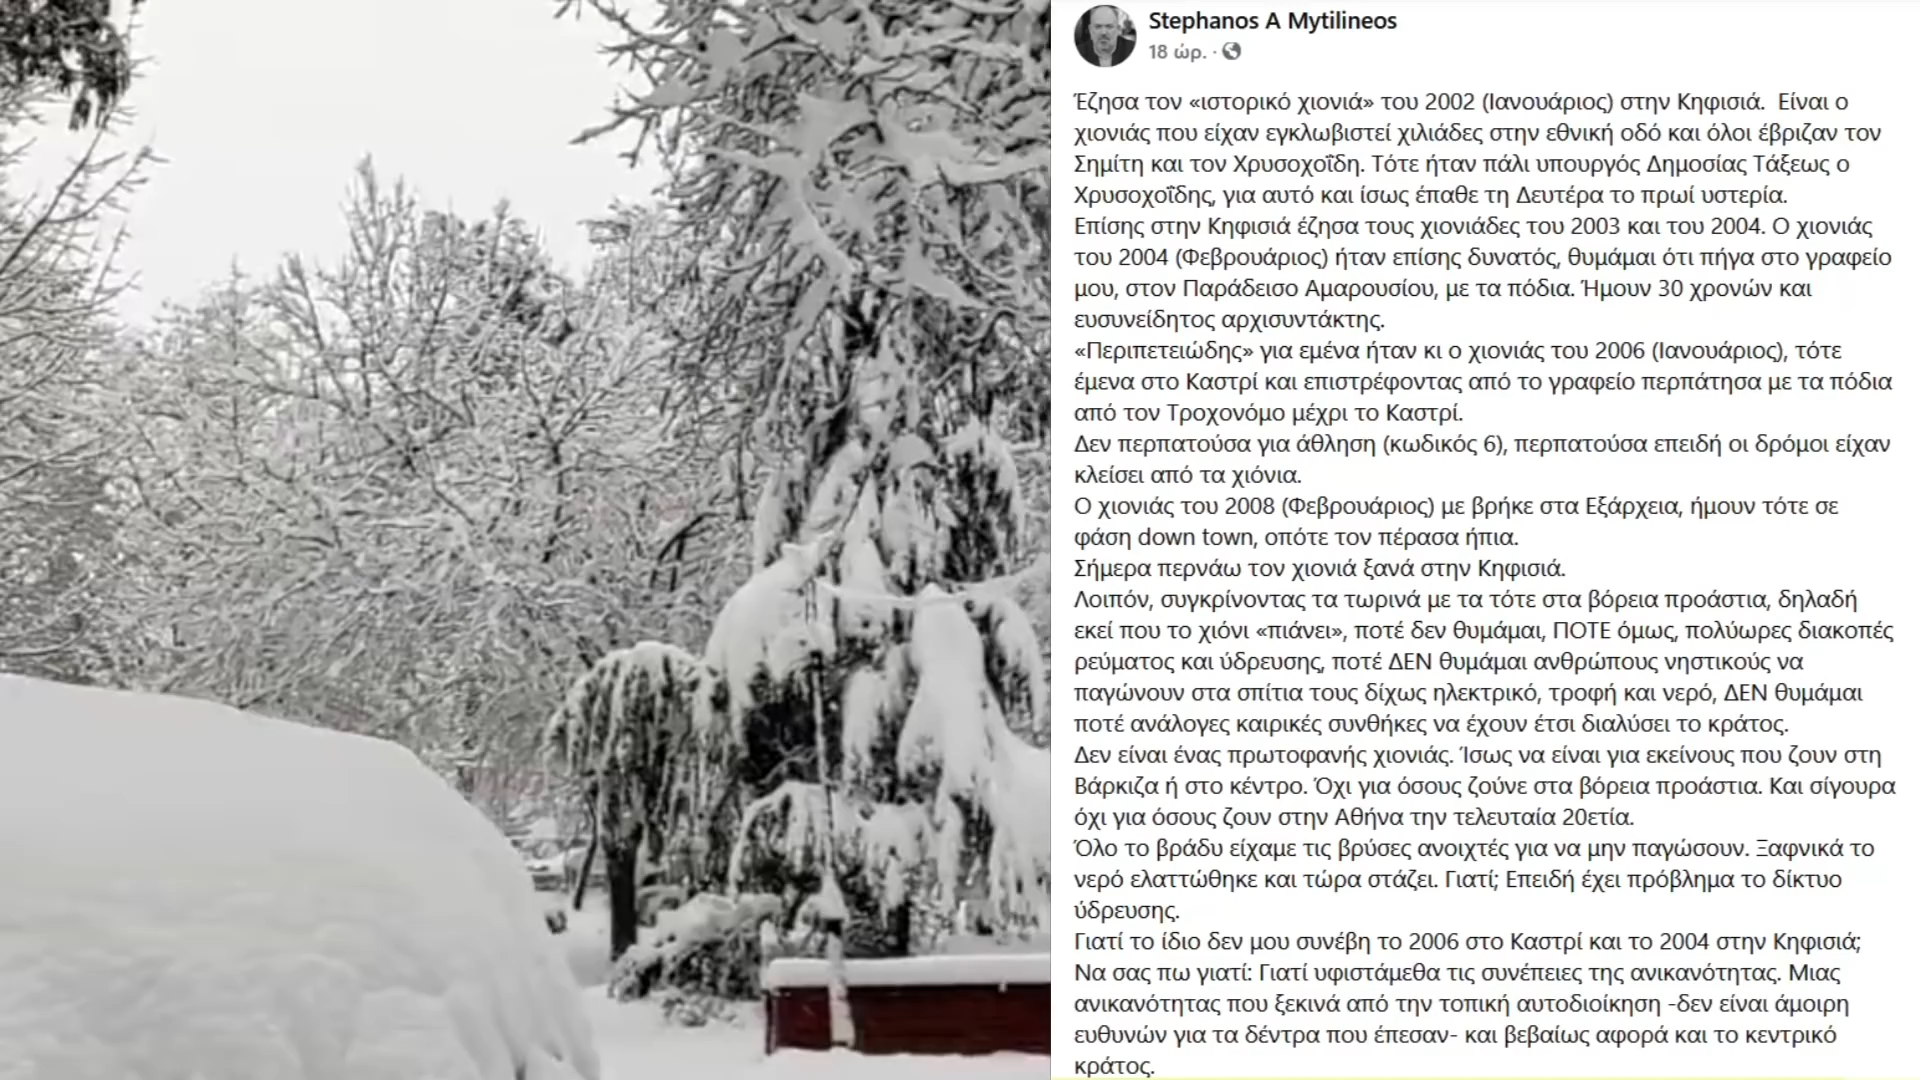 Stephanos A Mytilineos
18 ώρ. ·
Έζησα τον «ιστορικό χιονιά» του 2002 (Ιανουάριος) στην Κηφισιά. Είναι ο
χιονιάς που είχαν εγκλωβιστεί χιλιάδες στην εθνική οδό και όλοι έβριζαν τον
Σημίτη και τον Χρυσοχοΐδη. Τότε ήταν πάλι υπουργός Δημοσίας Τάξεως ο
Χρυσοχοΐδης, για αυτό και ίσως έπαθε τη Δευτέρα το πρωί υστερία.
Επίσης στην Κηφισιά έζησα τους χιονιάδες του 2003 και του 2004. Ο χιονιάς
του 2004 (Φεβρουάριος) ήταν επίσης δυνατός, θυμάμαι ότι πήγα στο γραφείο
μου, στον Παράδεισο Αμαρουσίου, με τα πόδια. Ήμουν 30 χρονών και
ευσυνείδητος αρχισυντάκτης.
«Περιπετειώδης» για εμένα ήταν κι ο χιονιάς του 2006 (Ιανουάριος), τότε
έμενα στο Καστρί και επιστρέφοντας από το γραφείο περπάτησα με τα πόδια
από τον Τροχονόμο μέχρι το Καστρί.
Δεν περπατούσα για άθληση (κωδικός 6), περπατούσα επειδή οι δρόμοι είχαν
κλείσει από τα χιόνια.
Ο χιονιάς του 2008 (Φεβρουάριος) με βρήκε στα Εξάρχεια, ήμουν τότε σε
φάση down town, οπότε τον πέρασα ήπια.
Σήμερα περνάω τον χιονιά ξανά στην Κηφισιά.
Λοιπόν, συγκρίνοντας τα τωρινά με τα τότε στα βόρεια προάστια, δηλαδή
εκεί που το χιόνι «πιάνει», ποτέ δεν θυμάμαι, ΠΟΤΕ όμως, πολύωρες διακοπές
ρεύματος και ύδρευσης, ποτέ ΔΕΝ θυμάμαι ανθρώπους νηστικούς να
παγώνουν στα σπίτια τους δίχως ηλεκτρικό, τροφή και νερό, ΔΕΝ θυμάμαι
ποτέ ανάλογες καιρικές συνθήκες να έχουν έτσι διαλύσει το κράτος.
Δεν είναι ένας πρωτοφανής χιονιάς. Ίσως να είναι για εκείνους που ζουν στη
Βάρκιζα ή στο κέντρο. Όχι για όσους ζούνε στα βόρεια προάστια. Και σίγουρα
όχι για όσους ζουν στην Αθήνα την τελευταία 20ετία.
Όλο το βράδυ είχαμε τις βρύσες ανοιχτές για να μην παγώσουν. Ξαφνικά το
νερό ελαττώθηκε και τώρα στάζει. Γιατί; Επειδή έχει πρόβλημα το δίκτυο
ύδρευσης.
Γιατί το ίδιο δεν μου συνέβη το 2006 στο Καστρί και το 2004 στην Κηφισιά;
Να σας πω γιατί: Γιατί υφιστάμεθα τις συνέπειες της ανικανότητας. Μιας
ανικανότητας που ξεκινά από την τοπική αυτοδιοίκηση -δεν είναι άμοιρη
ευθυνών για τα δέντρα που έπεσαν- και βεβαίως αφορά και το κεντρικό
κράτος.